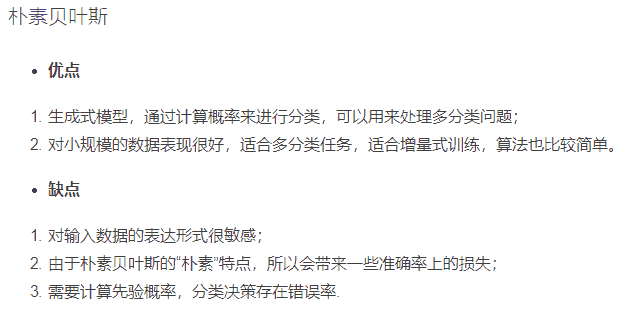 朴素贝叶斯
• 优点
1. 生成式模型，通过计算概率来进行分类，可以用来处理多分类问题；
2. 对小规模的数据表现很好，适合多分类任务，适合增量式训练，算法也比较简单。
• 缺点
1. 对输入数据的表达形式很敏感；
2. 由于朴素贝叶斯的“朴素”特点，所以会带来一些准确率上的损失；
3. 需要计算先验概率，分类决策存在错误率.